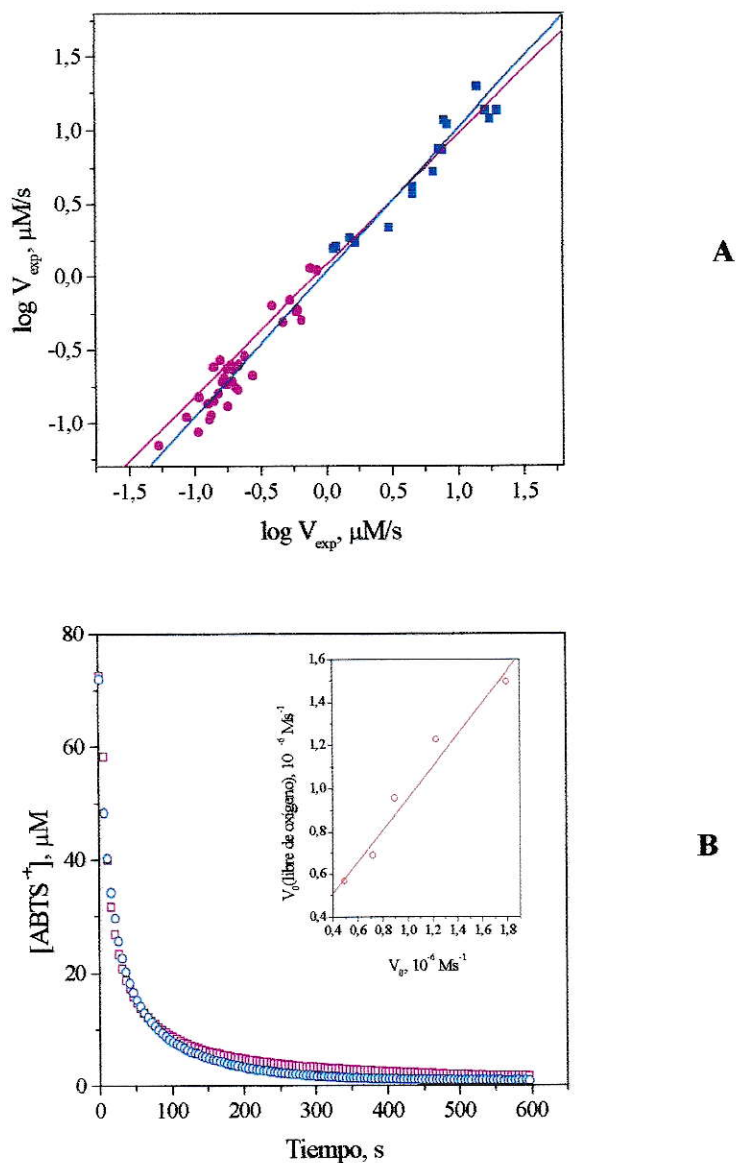 1,5
1,0
0,5
0,0
-0,5
-1,0
log V_exp, μM/s
-1,5 -1,0 -0,5 0,0 0,5 1,0 1,5
log V_exp, μM/s
A
80
60
40
20
0
[ABTS·⁺], μM
0 100 200 300 400 500 600
Tiempo, s
1,6
1,4
1,2
1,0
0,8
0,6
0,4
V₀(libre de oxígeno), 10⁻⁶ Ms⁻¹
0,4 0,6 0,8 1,0 1,2 1,4 1,6 1,8
V₀, 10⁻⁶ Ms⁻¹
B